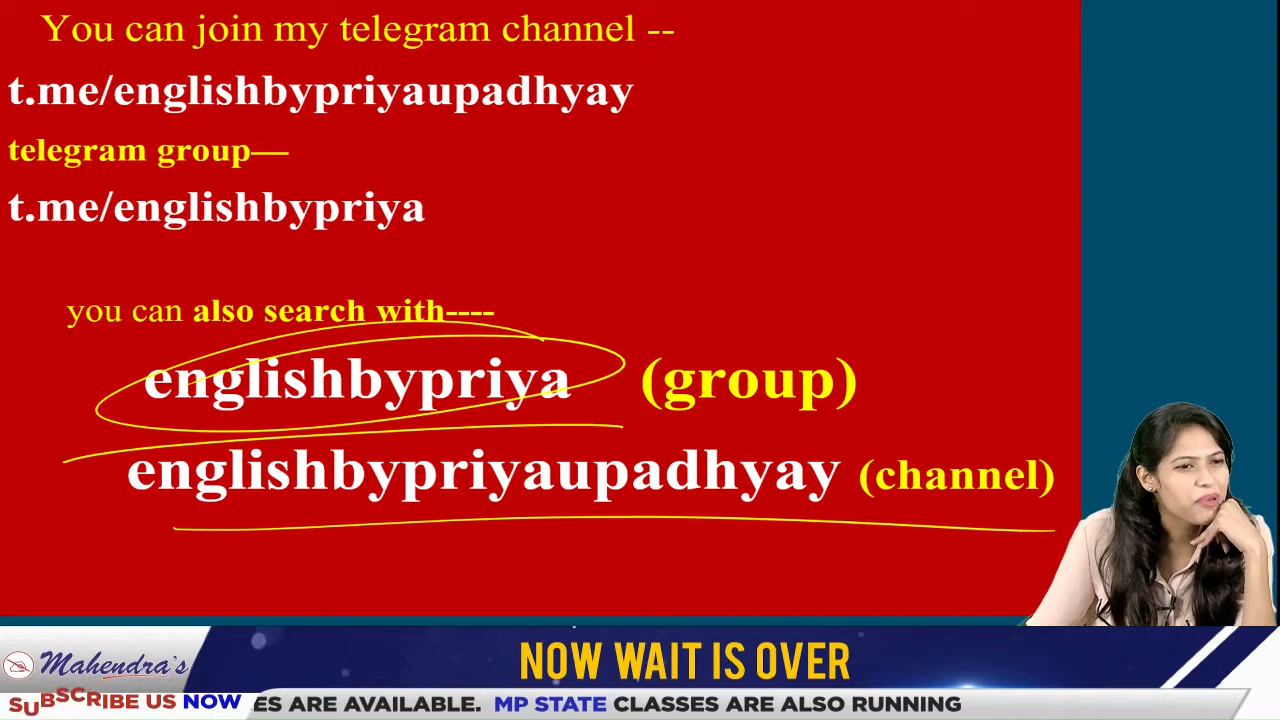 You can join my telegram channel --
t.me/englishbypriyaupadhyay
telegram group—
t.me/englishbypriya
you can also search with----
englishbypriya (group)
englishbypriyaupadhyay (channel)
NOW WAIT IS OVER
Mahendra's
SUBSCRIBE US NOW
ES ARE AVAILABLE. MP STATE CLASSES ARE ALSO RUNNING